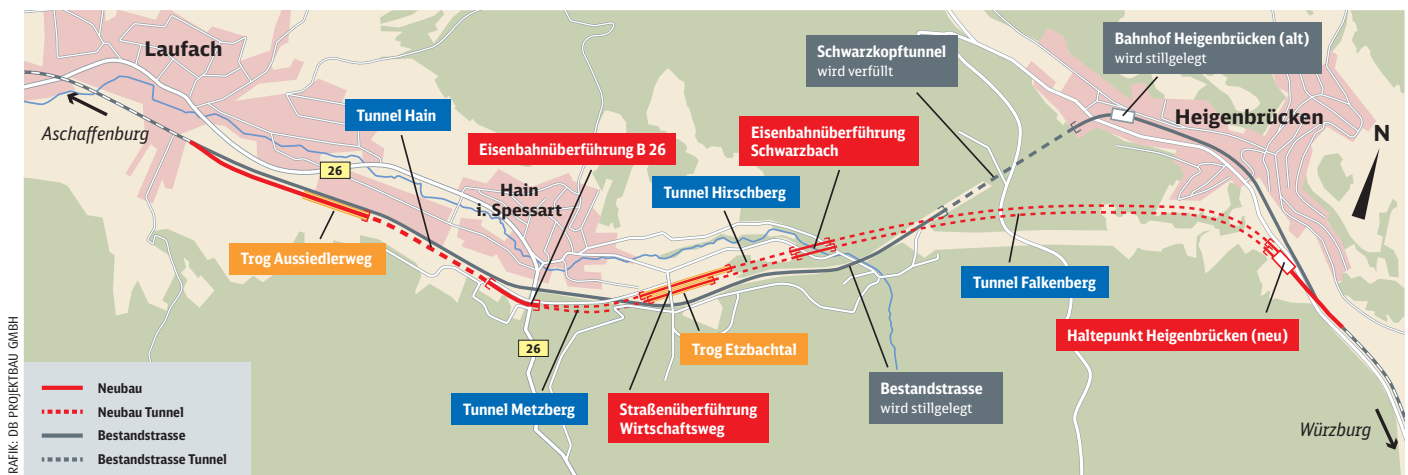 Laufach
Aschaffenburg
26
Tunnel Hain
Eisenbahnüberführung B 26
Hain
i. Spessart
Trog Aussiedlerweg
Schwarzkopftunnel
wird verfüllt
Bahnhof Heigenbrücken (alt)
wird stillgelegt
Heigenbrücken
N
Eisenbahnüberführung
Schwarzbach
Tunnel Hirschberg
Tunnel Falkenberg
Haltepunkt Heigenbrücken (neu)
26
Trog Etzbachtal
Tunnel Metzberg
Straßenüberführung
Wirtschaftsweg
Bestandstrasse
wird stillgelegt
Würzburg
Neubau
Neubau Tunnel
Bestandstrasse
Bestandstrasse Tunnel
RAFIK: DB PROJEKTBAU GMBH